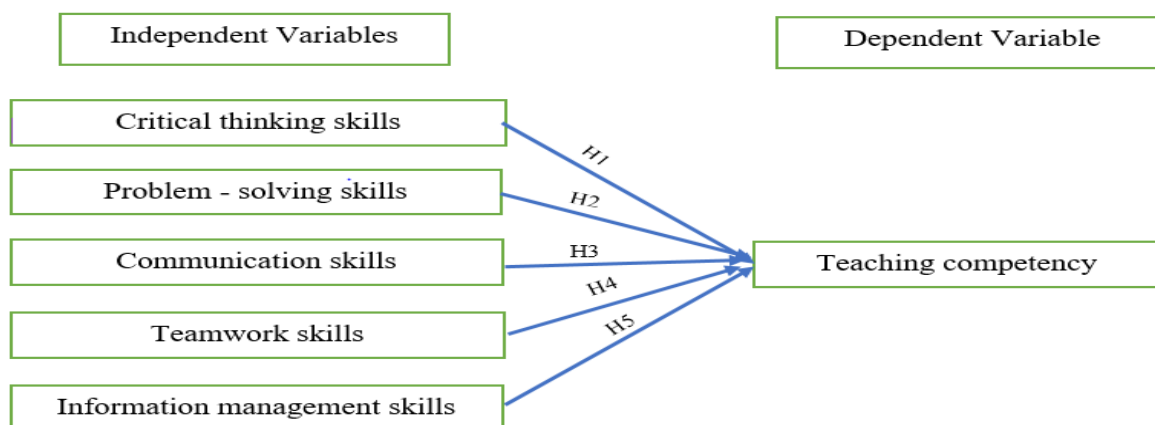 Independent Variables
Dependent Variable
Critical thinking skills
H1
Problem - solving skills
H2
Communication skills
H3
Teaching competency
H4
Teamwork skills
H5
Information management skills